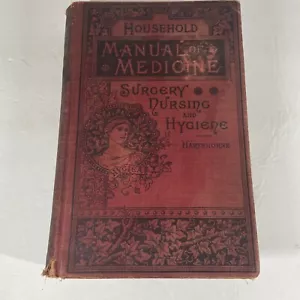 HOUSEHOLD
MANUAL OF
MEDICINE
SURGERY
NURSING
AND
HYGIENE
HARTSHORNE